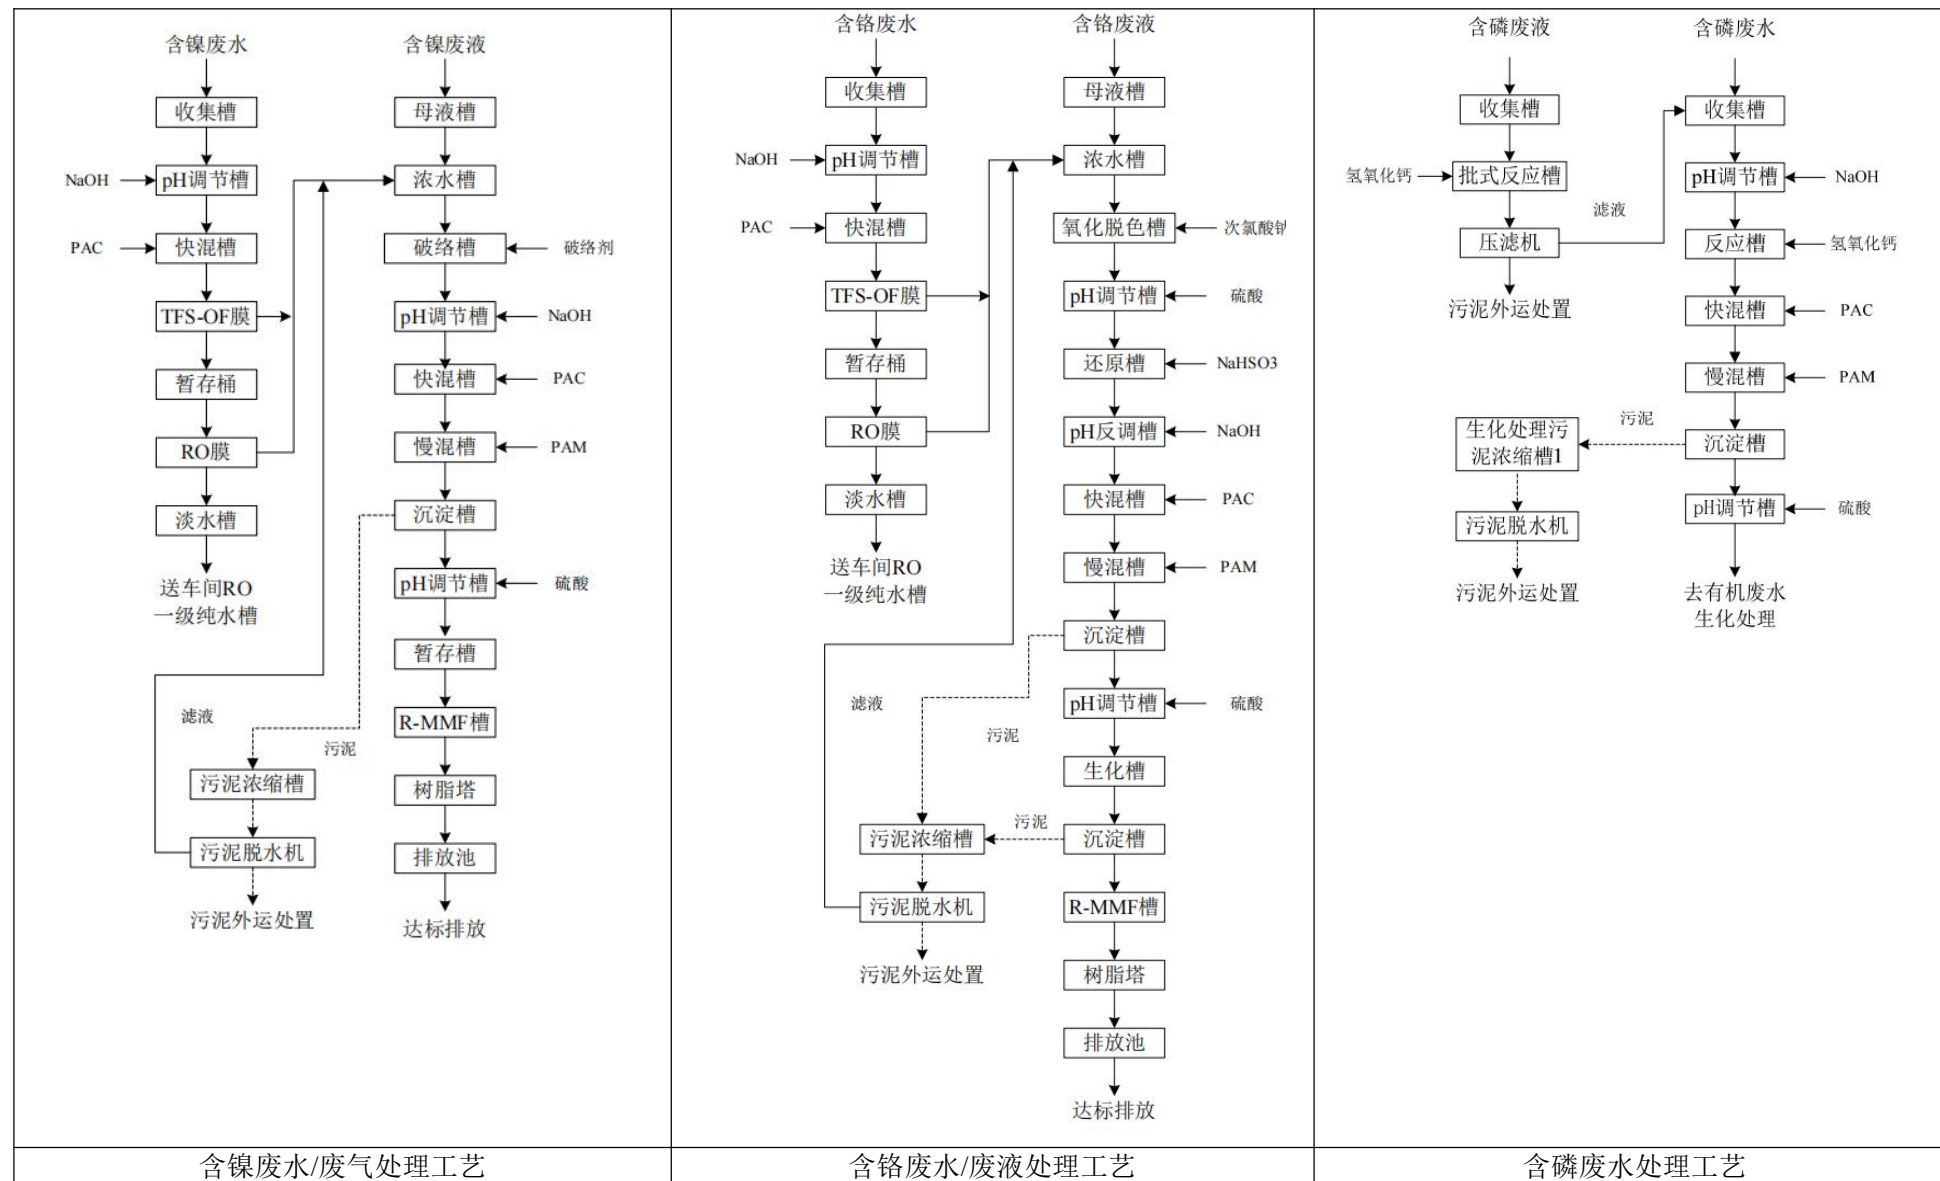 含镍废水
收集槽
NaOH
pH调节槽
PAC
快混槽
TFS-OF膜
暂存桶
RO膜
淡水槽
送车间RO
一级纯水槽
含镍废液
母液槽
浓水槽
破络槽
破络剂
pH调节槽
NaOH
快混槽
PAC
慢混槽
PAM
沉淀槽
pH调节槽
硫酸
暂存槽
R-MMF槽
树脂塔
排放池
达标排放
滤液
污泥
污泥浓缩槽
污泥脱水机
污泥外运处置
含镍废水/废气处理工艺
含铬废水
收集槽
NaOH
pH调节槽
PAC
快混槽
TFS-OF膜
暂存桶
RO膜
淡水槽
送车间RO
一级纯水槽
含铬废液
母液槽
浓水槽
氧化脱色槽
次氯酸钠
pH调节槽
硫酸
还原槽
NaHSO3
pH反调槽
NaOH
快混槽
PAC
慢混槽
PAM
沉淀槽
pH调节槽
硫酸
生化槽
沉淀槽
R-MMF槽
树脂塔
排放池
达标排放
滤液
污泥
污泥
污泥浓缩槽
污泥脱水机
污泥外运处置
含铬废水/废液处理工艺
含磷废液
收集槽
氢氧化钙
批式反应槽
压滤机
污泥外运处置
滤液
含磷废水
收集槽
pH调节槽
NaOH
反应槽
氢氧化钙
快混槽
PAC
慢混槽
PAM
沉淀槽
污泥
生化处理污
泥浓缩槽1
污泥脱水机
污泥外运处置
pH调节槽
硫酸
去有机废水
生化处理
含磷废水处理工艺